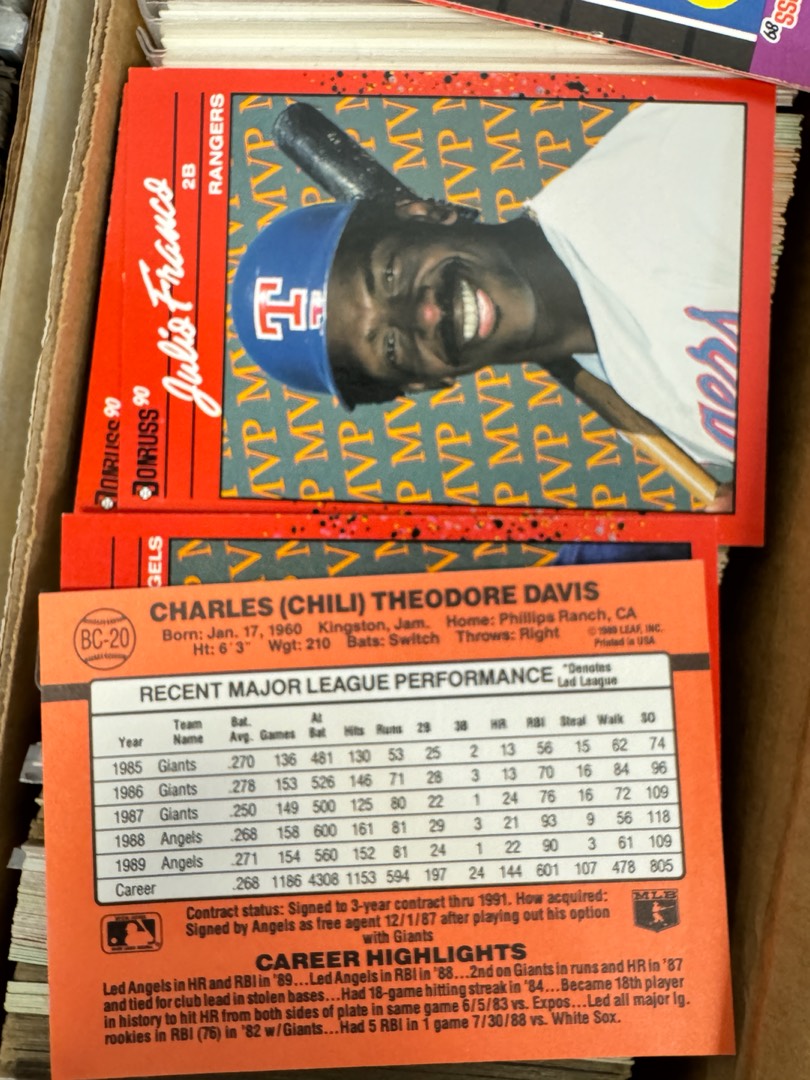 SS 89
RANGERS
2B
Julio Franco
DONRUSS 90
DONRUSS 90
MVP MVP MVP MVP
T
gers
GELS
BC-20
CHARLES (CHILI) THEODORE DAVIS
Born: Jan. 17, 1960 Kingston, Jam. Home: Phillips Ranch, CA
Ht: 6'3" Wgt: 210 Bats: Switch Throws: Right
© 1989 LEAF, INC.
Printed in USA
RECENT MAJOR LEAGUE PERFORMANCE
*Denotes
Led League
Year Team Name Bat. Avg. Games At Bat Hits Runs 2B 3B HR RBI Steal Walk SO
1985 Giants .270 136 481 130 53 25 2 13 56 15 62 74
1986 Giants .278 153 526 146 71 28 3 13 70 16 84 96
1987 Giants .250 149 500 125 80 22 1 24 76 16 72 109
1988 Angels .268 158 600 161 81 29 3 21 93 9 56 118
1989 Angels .271 154 560 152 81 24 1 22 90 3 61 109
Career .268 1186 4308 1153 594 197 24 144 601 107 478 805
Contract status: Signed to 3-year contract thru 1991. How acquired:
Signed by Angels as free agent 12/1/87 after playing out his option
with Giants
MLB
CAREER HIGHLIGHTS
Led Angels in HR and RBI in '89...Led Angels in RBI in '88...2nd on Giants in runs and HR in '87
and tied for club lead in stolen bases...Had 18-game hitting streak in '84...Became 18th player
in history to hit HR from both sides of plate in same game 6/5/83 vs. Expos...Led all major lg.
rookies in RBI (76) in '82 w/Giants...Had 5 RBI in 1 game 7/30/88 vs. White Sox.